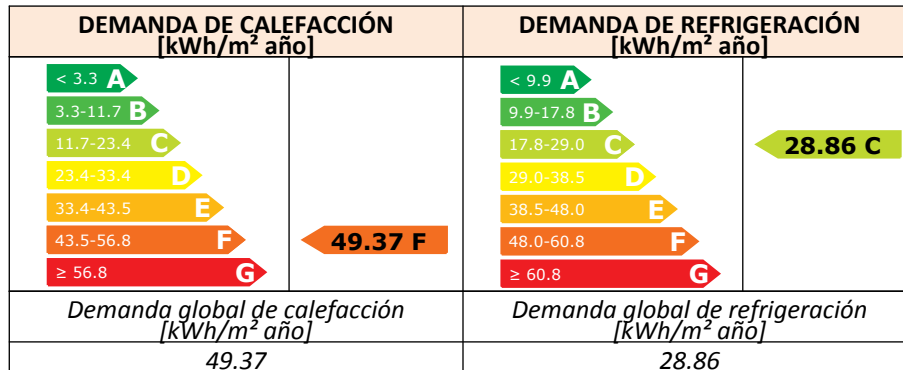 DEMANDA DE CALEFACCIÓN
[kWh/m² año]
DEMANDA DE REFRIGERACIÓN
[kWh/m² año]
< 3.3 A
3.3-11.7 B
11.7-23.4 C
23.4-33.4 D
33.4-43.5 E
43.5-56.8 F
≥ 56.8 G
49.37 F
< 9.9 A
9.9-17.8 B
17.8-29.0 C
29.0-38.5 D
38.5-48.0 E
48.0-60.8 F
≥ 60.8 G
28.86 C
Demanda global de calefacción
[kWh/m² año]
Demanda global de refrigeración
[kWh/m² año]
49.37
28.86